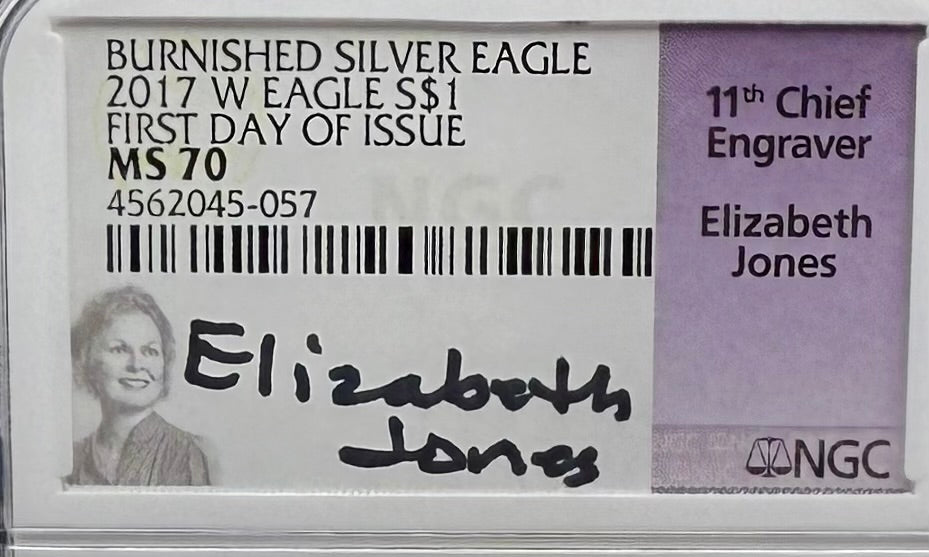 BURNISHED SILVER EAGLE
2017 W EAGLE S$1
FIRST DAY OF ISSUE
MS 70
4562045-057
NGC
Elizabeth
Jones
11th Chief
Engraver
Elizabeth
Jones
NGC